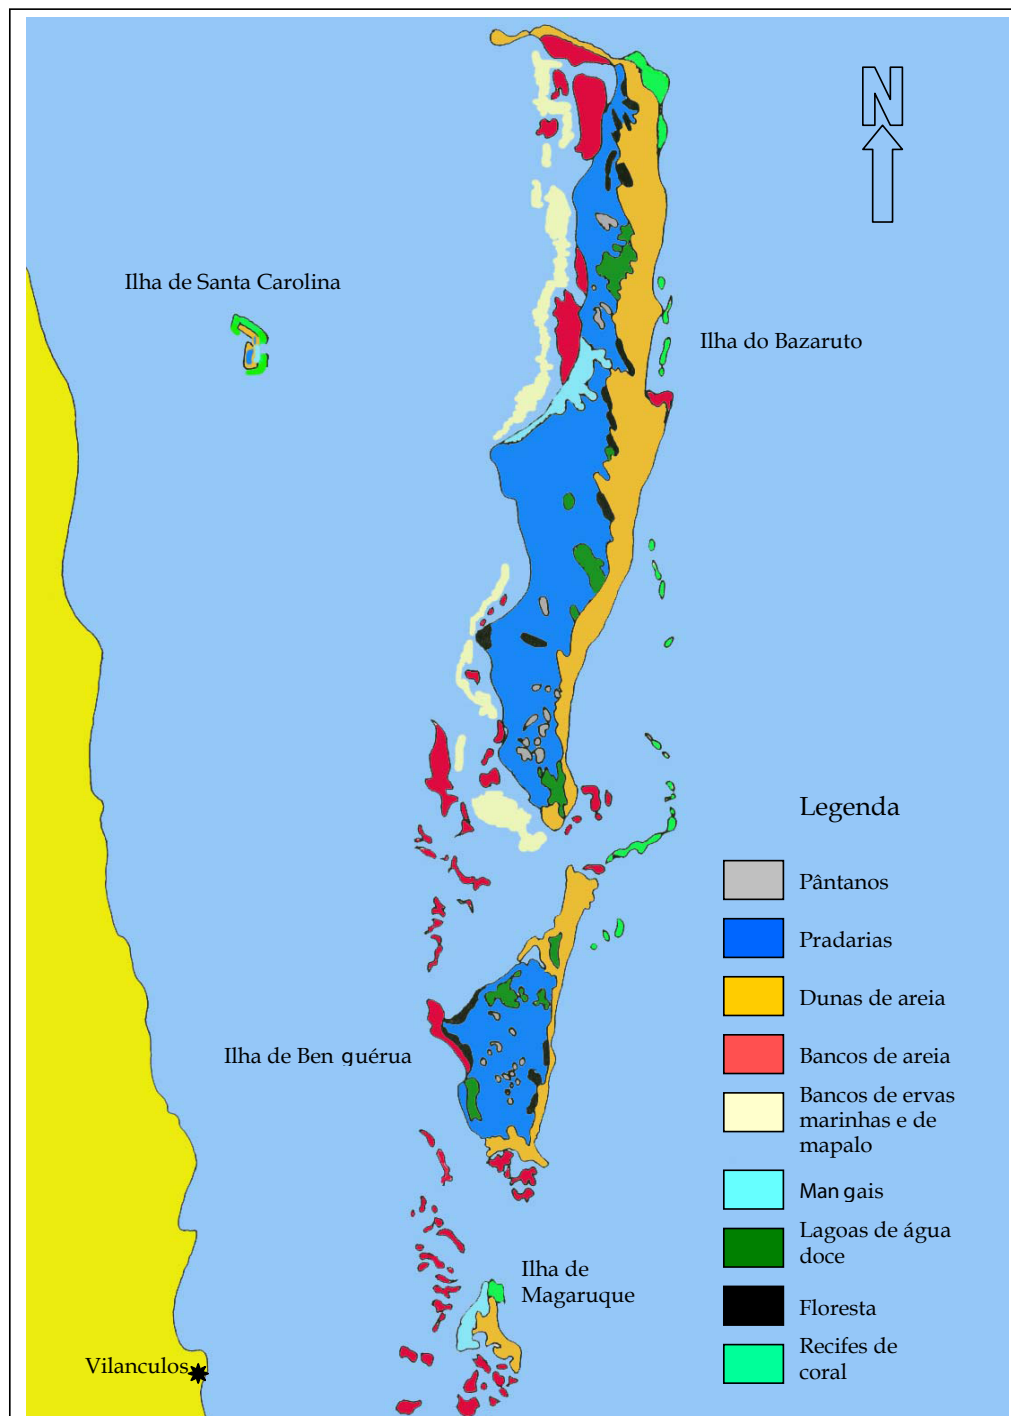 N
Ilha de Santa Carolina
Ilha do Bazaruto
Legenda
Pântanos
Pradarias
Dunas de areia
Bancos de areia
Ilha de Ben guérua
Bancos de ervas
marinhas e de
mapalo
Man gais
Lagoas de água
doce
Ilha de
Magaruque
Floresta
Recifes de
coral
Vilanculos